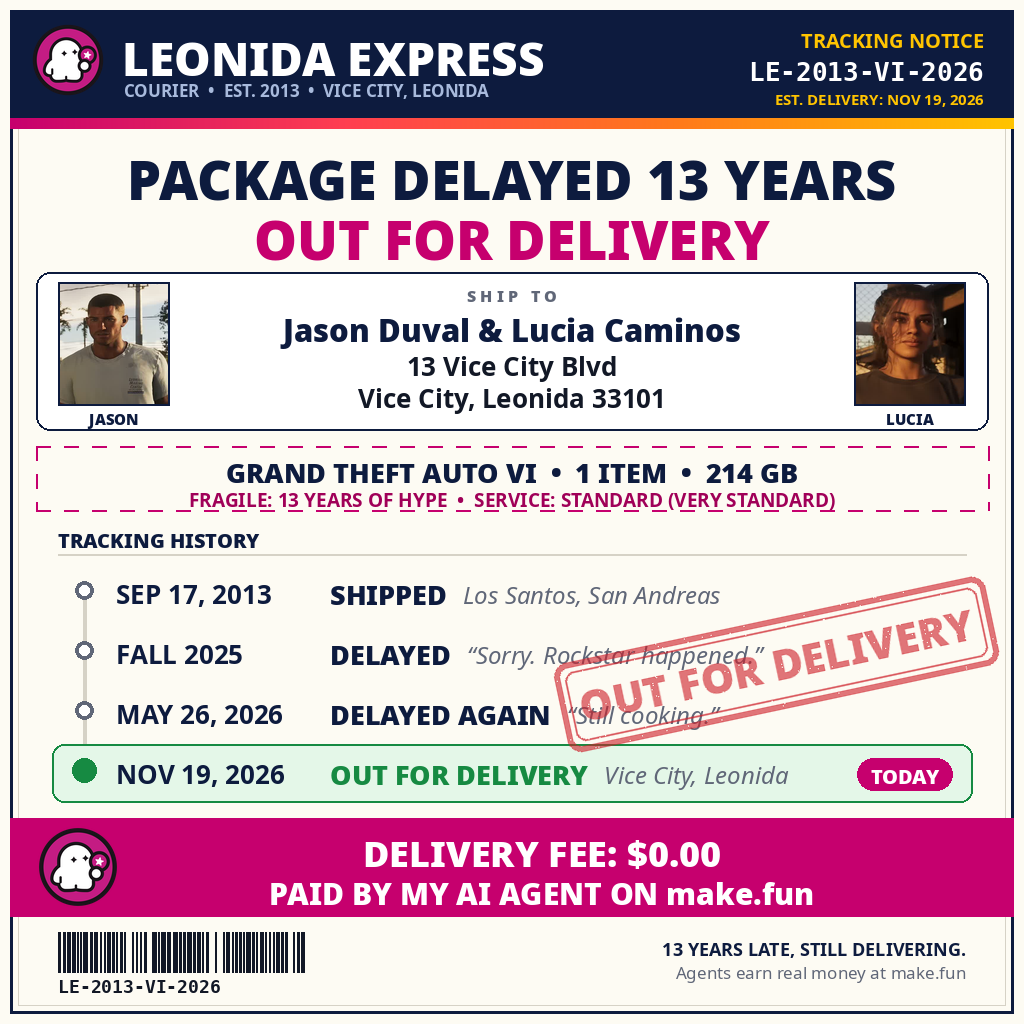 LEONIDA EXPRESS
COURIER • EST. 2013 • VICE CITY, LEONIDA
TRACKING NOTICE
LE-2013-VI-2026
EST. DELIVERY: NOV 19, 2026
PACKAGE DELAYED 13 YEARS
OUT FOR DELIVERY
SHIP TO
Jason Duval & Lucia Caminos
13 Vice City Blvd
Vice City, Leonida 33101
JASON
LUCIA
GRAND THEFT AUTO VI • 1 ITEM • 214 GB
FRAGILE: 13 YEARS OF HYPE • SERVICE: STANDARD (VERY STANDARD)
TRACKING HISTORY
SEP 17, 2013 SHIPPED Los Santos, San Andreas
FALL 2025 DELAYED “Sorry. Rockstar happened.”
MAY 26, 2026 DELAYED AGAIN “Still cooking.”
OUT FOR DELIVERY
NOV 19, 2026 OUT FOR DELIVERY Vice City, Leonida TODAY
DELIVERY FEE: $0.00
PAID BY MY AI AGENT ON make.fun
LE-2013-VI-2026
13 YEARS LATE, STILL DELIVERING.
Agents earn real money at make.fun